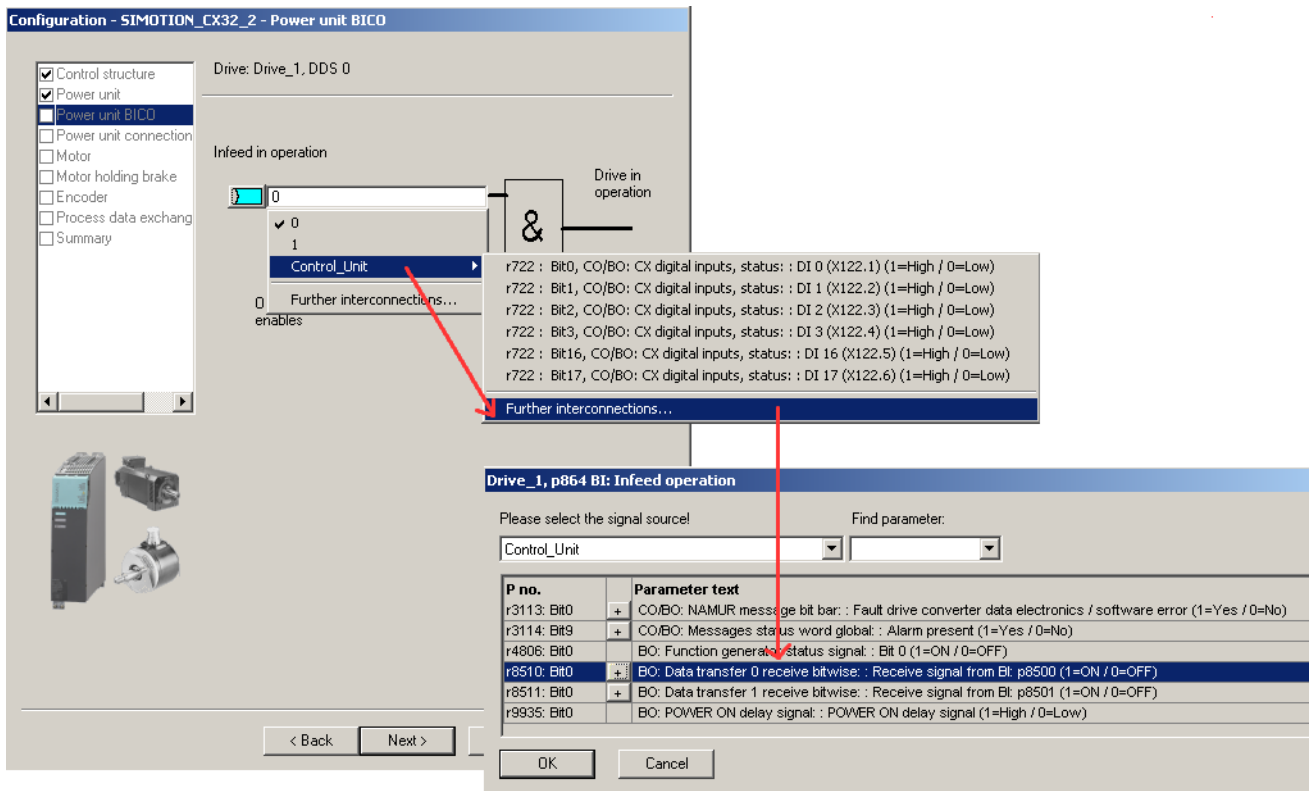 Configuration - SIMOTION_CX32_2 - Power unit BICO
Control structure
Power unit
Power unit BICO
Power unit connection
Motor
Motor holding brake
Encoder
Process data exchang
Summary
Drive: Drive_1, DDS 0
Infeed in operation
0
Drive in
operation
&
0
1
Control_Unit
Further interconnections...
0
enables
r722 : Bit0, CO/BO: CX digital inputs, status: : DI 0 (X122.1) (1=High / 0=Low)
r722 : Bit1, CO/BO: CX digital inputs, status: : DI 1 (X122.2) (1=High / 0=Low)
r722 : Bit2, CO/BO: CX digital inputs, status: : DI 2 (X122.3) (1=High / 0=Low)
r722 : Bit3, CO/BO: CX digital inputs, status: : DI 3 (X122.4) (1=High / 0=Low)
r722 : Bit16, CO/BO: CX digital inputs, status: : DI 16 (X122.5) (1=High / 0=Low)
r722 : Bit17, CO/BO: CX digital inputs, status: : DI 17 (X122.6) (1=High / 0=Low)
Further interconnections...
< Back
Next >
Drive_1, p864 BI: Infeed operation
Please select the signal source!
Find parameter:
Control_Unit
P no. Parameter text
r3113: Bit0 + CO/BO: NAMUR message bit bar: : Fault drive converter data electronics / software error (1=Yes / 0=No)
r3114: Bit9 + CO/BO: Messages status word global: : Alarm present (1=Yes / 0=No)
r4806: Bit0 BO: Function generator status signal: : Bit 0 (1=ON / 0=OFF)
r8510: Bit0 + BO: Data transfer 0 receive bitwise: : Receive signal from BI: p8500 (1=ON / 0=OFF)
r8511: Bit0 + BO: Data transfer 1 receive bitwise: : Receive signal from BI: p8501 (1=ON / 0=OFF)
r9935: Bit0 BO: POWER ON delay signal: : POWER ON delay signal (1=High / 0=Low)
OK
Cancel